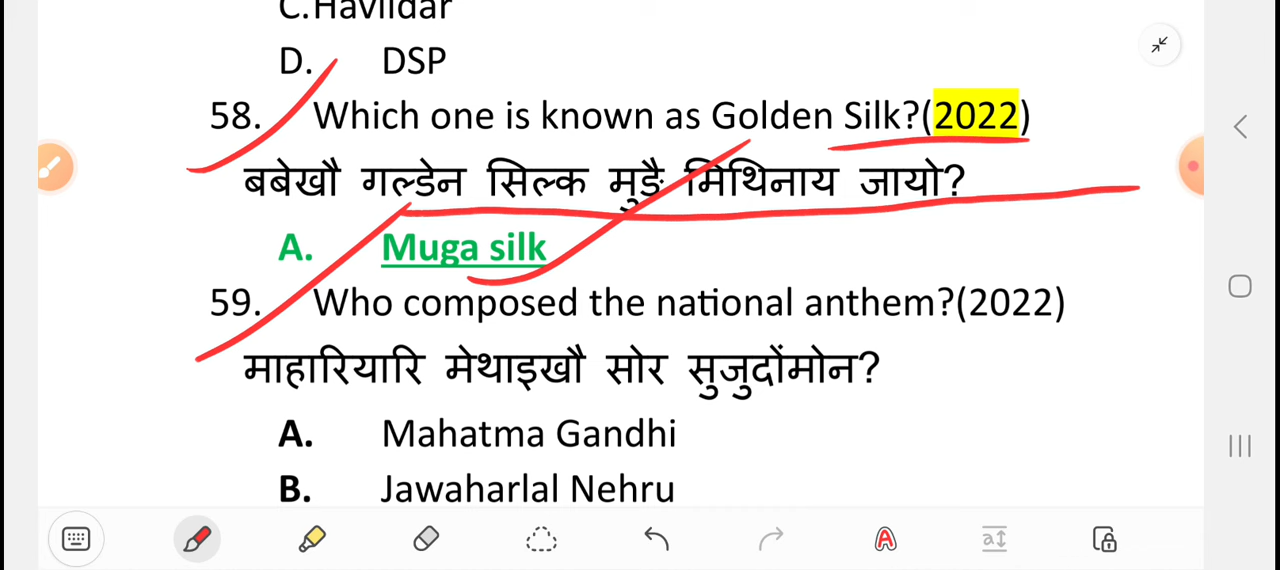 C.Havildar
D. DSP
58. Which one is known as Golden Silk?(2022)
बबेखौ गल्डेन सिल्क मुङै मिथिनाय जायो?
A. Muga silk
59. Who composed the national anthem?(2022)
माहारियारि मेथाइखौ सोर सुजुदोंमोन?
A. Mahatma Gandhi
B. Jawaharlal Nehru